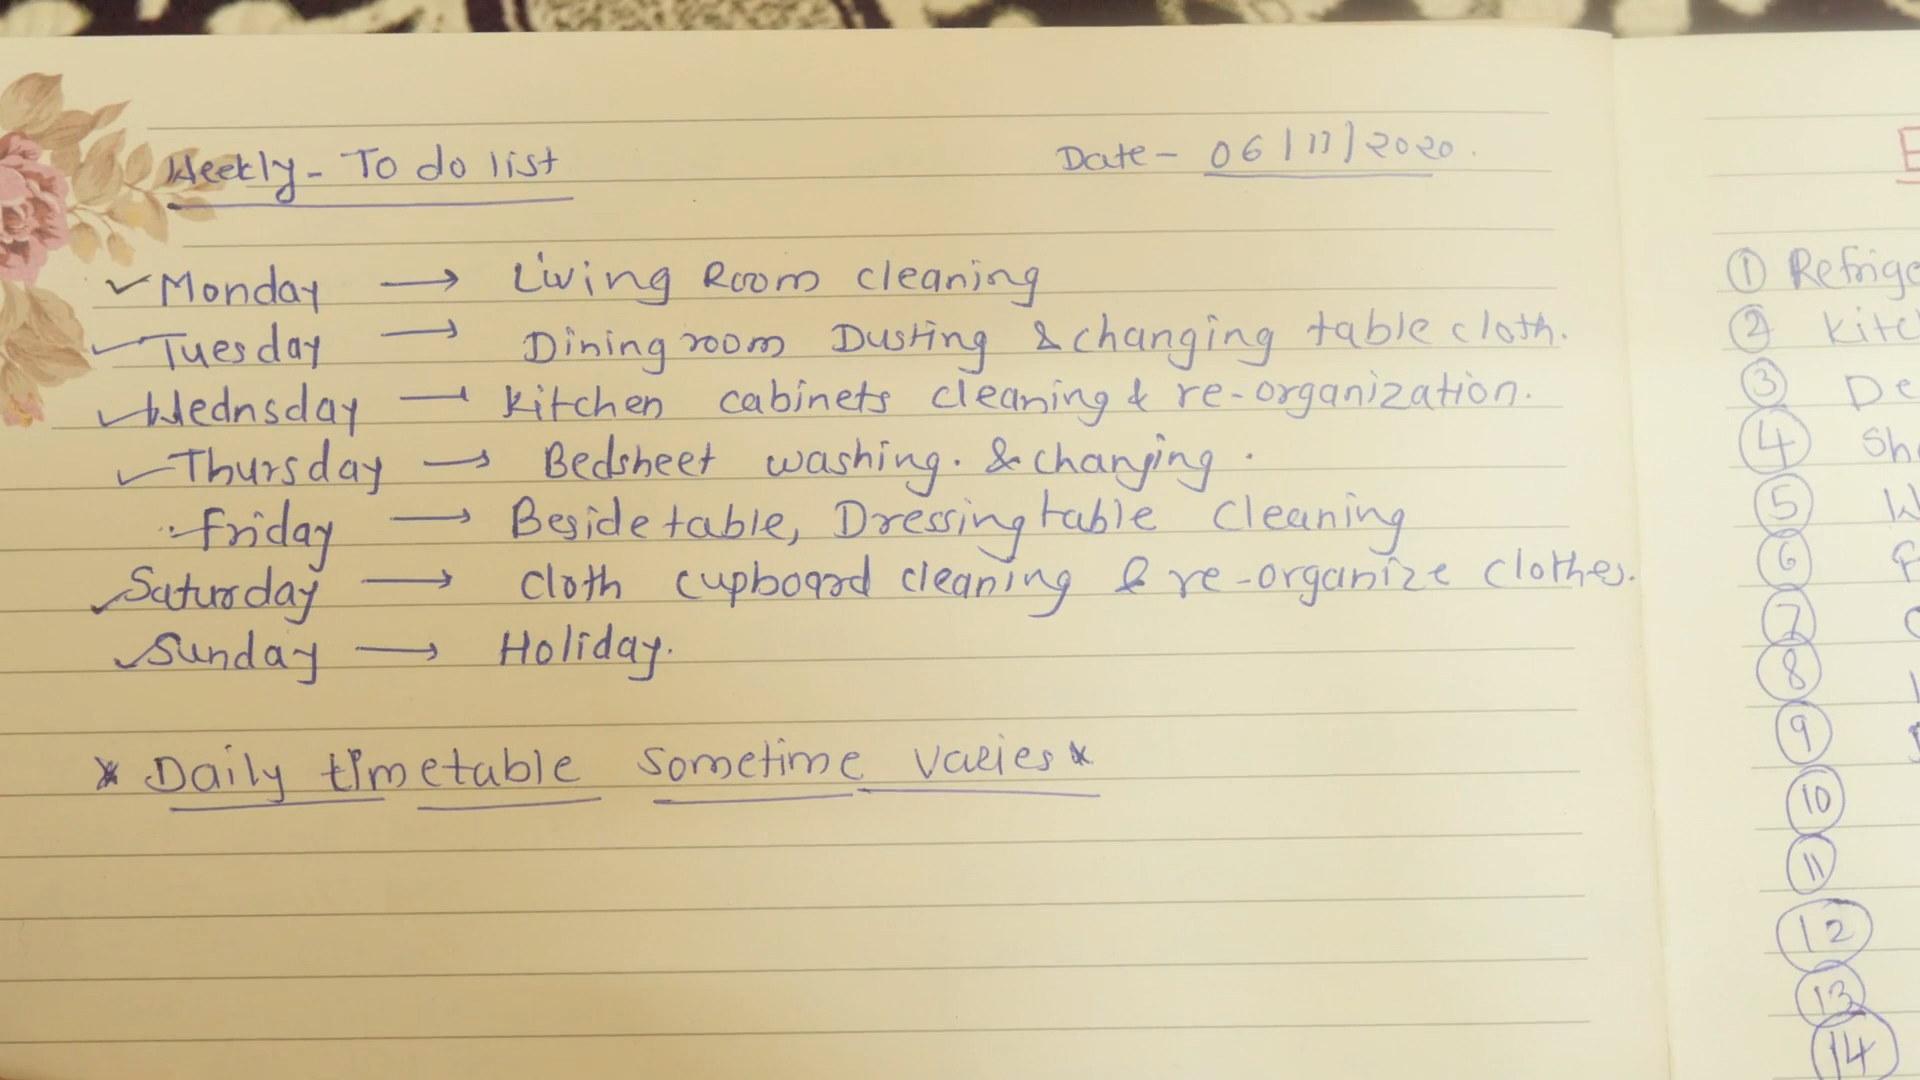 Weekly - To do list
Date - 06/11/2020.
✓ Monday → Living Room cleaning
✓ Tuesday → Dining room Dusting & changing table cloth.
✓ Wednsday → Kitchen cabinets cleaning & re-organization.
✓ Thursday → Bedsheet washing. & changing.
Friday → Beside table, Dressing table Cleaning
✓ Saturday → Cloth cupboard cleaning & re-organize clothes.
✓ Sunday → Holiday.
* Daily timetable Sometime varies *
① Refrige
② Kitc
③ De
④ Sh
⑤ W
⑥
⑦
⑧
⑨
⑩
⑪
⑫
⑬
⑭